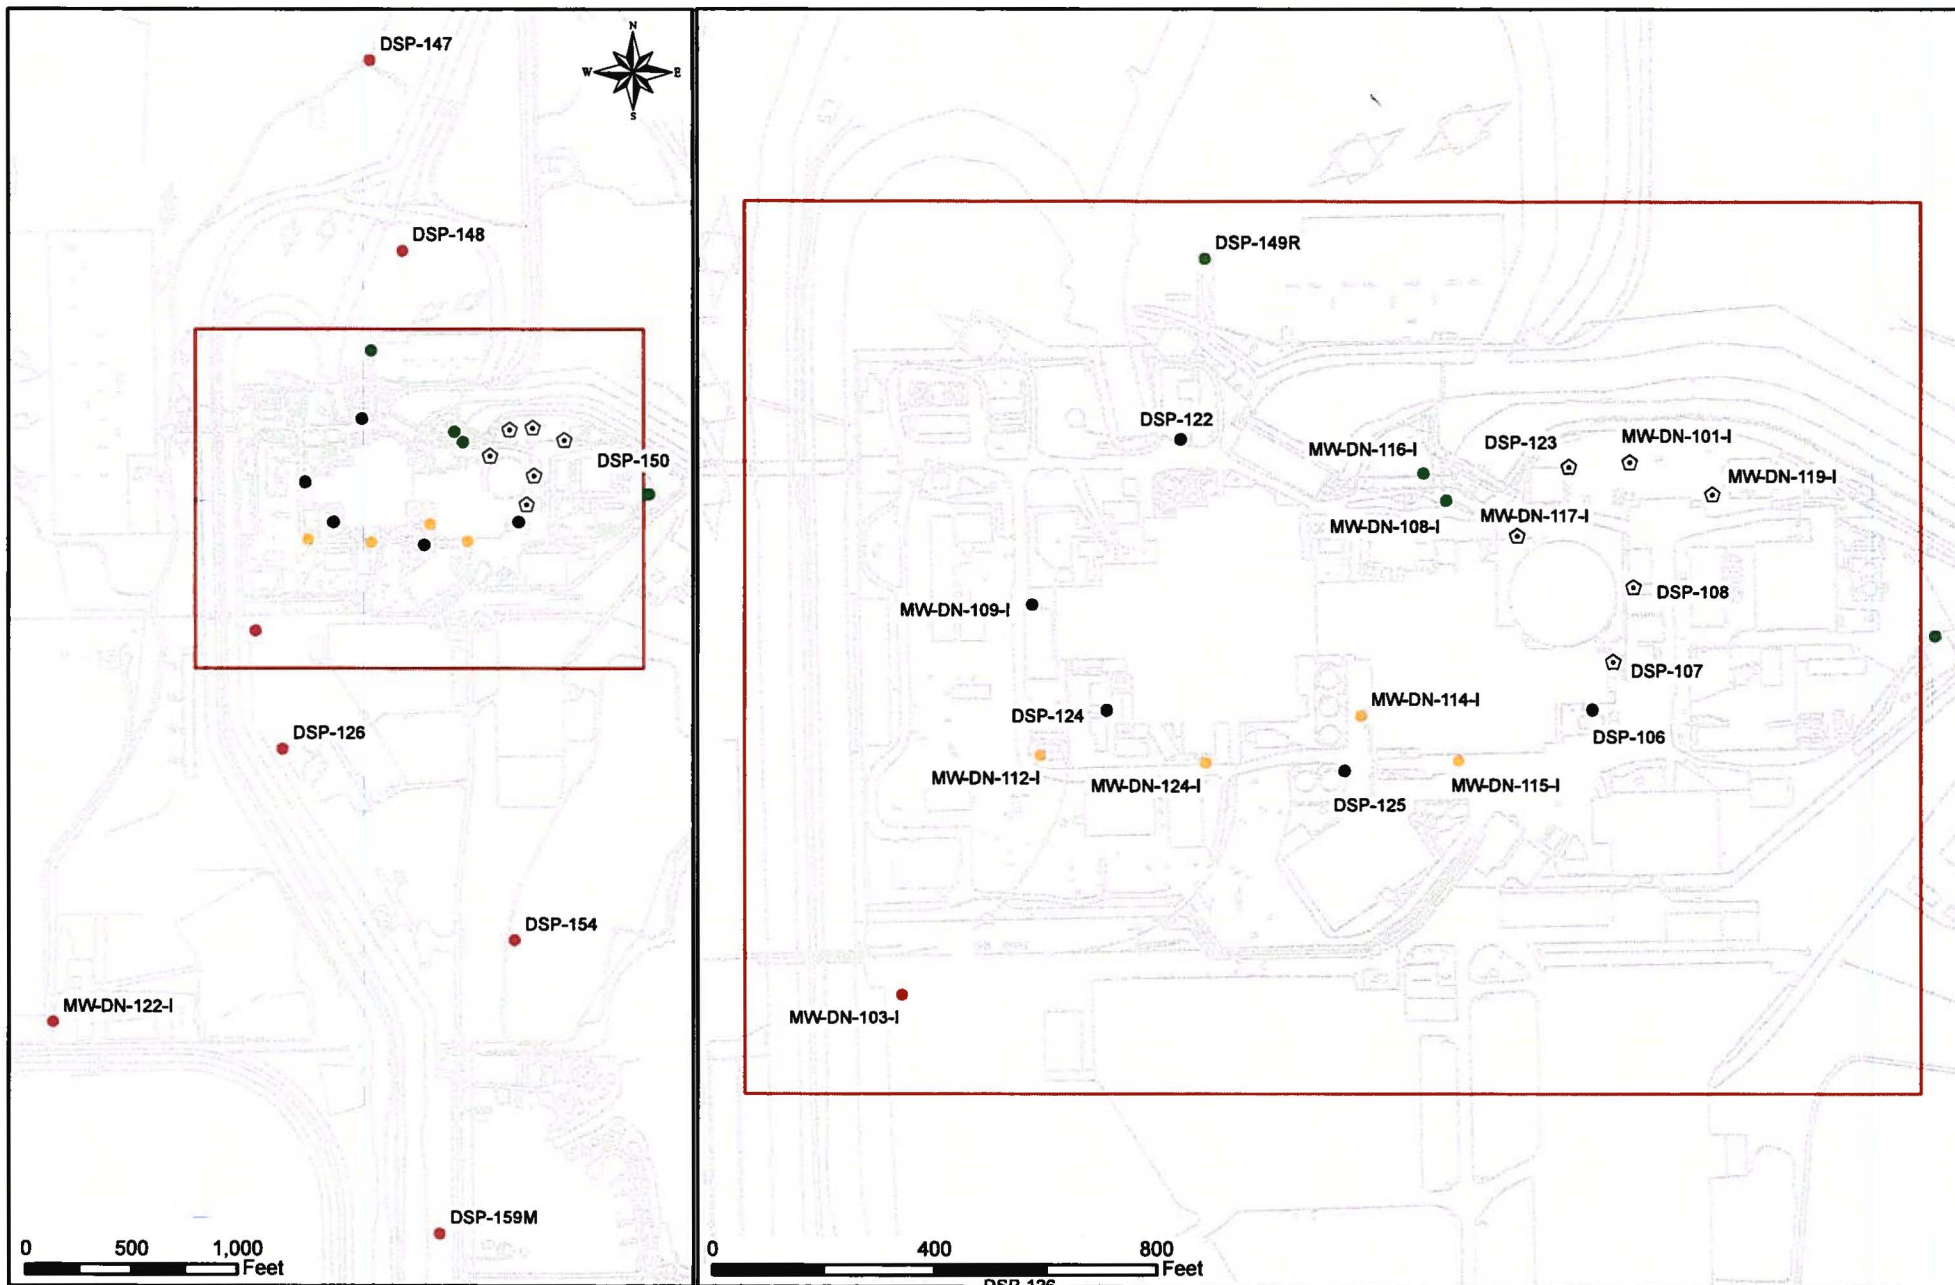 DSP-147
N
W E
S
DSP-148
DSP-150
DSP-126
DSP-154
MW-DN-122-I
DSP-159M
0 500 1,000
Feet
DSP-149R
DSP-122
MW-DN-116-I
DSP-123
MW-DN-101-I
MW-DN-119-I
MW-DN-108-I
MW-DN-117-I
DSP-108
MW-DN-109-I
DSP-107
MW-DN-114-I
DSP-124
DSP-106
MW-DN-112-I
MW-DN-124-I
MW-DN-115-I
DSP-125
MW-DN-103-I
0 400 800
Feet
DSP-126